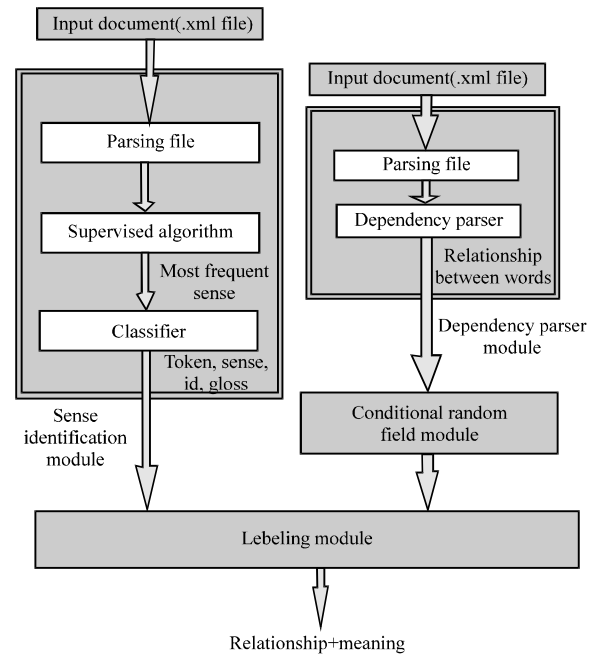 Input document(.xml file)
Parsing file
Supervised algorithm
Most frequent
sense
Classifier
Token, sense,
id, gloss
Sense
identification
module
Input document(.xml file)
Parsing file
Dependency parser
Relationship
between words
Dependency parser
module
Conditional random
field module
Lebeling module
Relationship+meaning